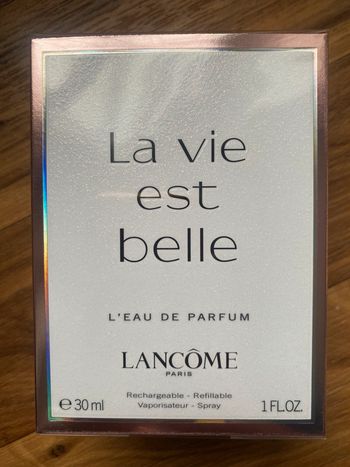 La vie
est
belle
L'EAU DE PARFUM
LANCÔME
PARIS
Rechargeable - Refillable
Vaporisateur - Spray
℮ 30 ml
1 FL.OZ.